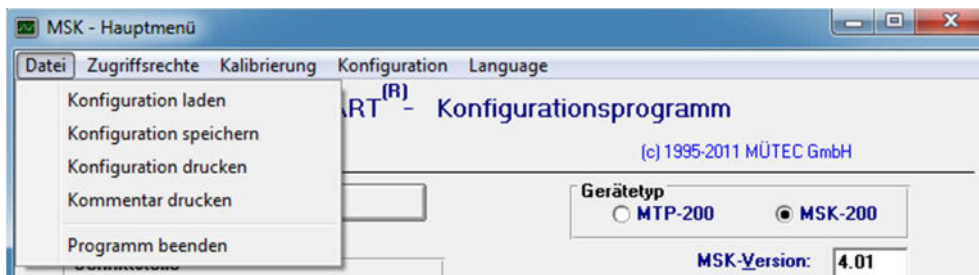 MSK - Hauptmenü
Datei Zugriffsrechte Kalibrierung Konfiguration Language
Konfiguration laden
Konfiguration speichern
Konfiguration drucken
Kommentar drucken
Programm beenden
ART(R)- Konfigurationsprogramm
(c) 1995-2011 MÜTEC GmbH
Gerätetyp
MTP-200 MSK-200
MSK-Version: 4.01